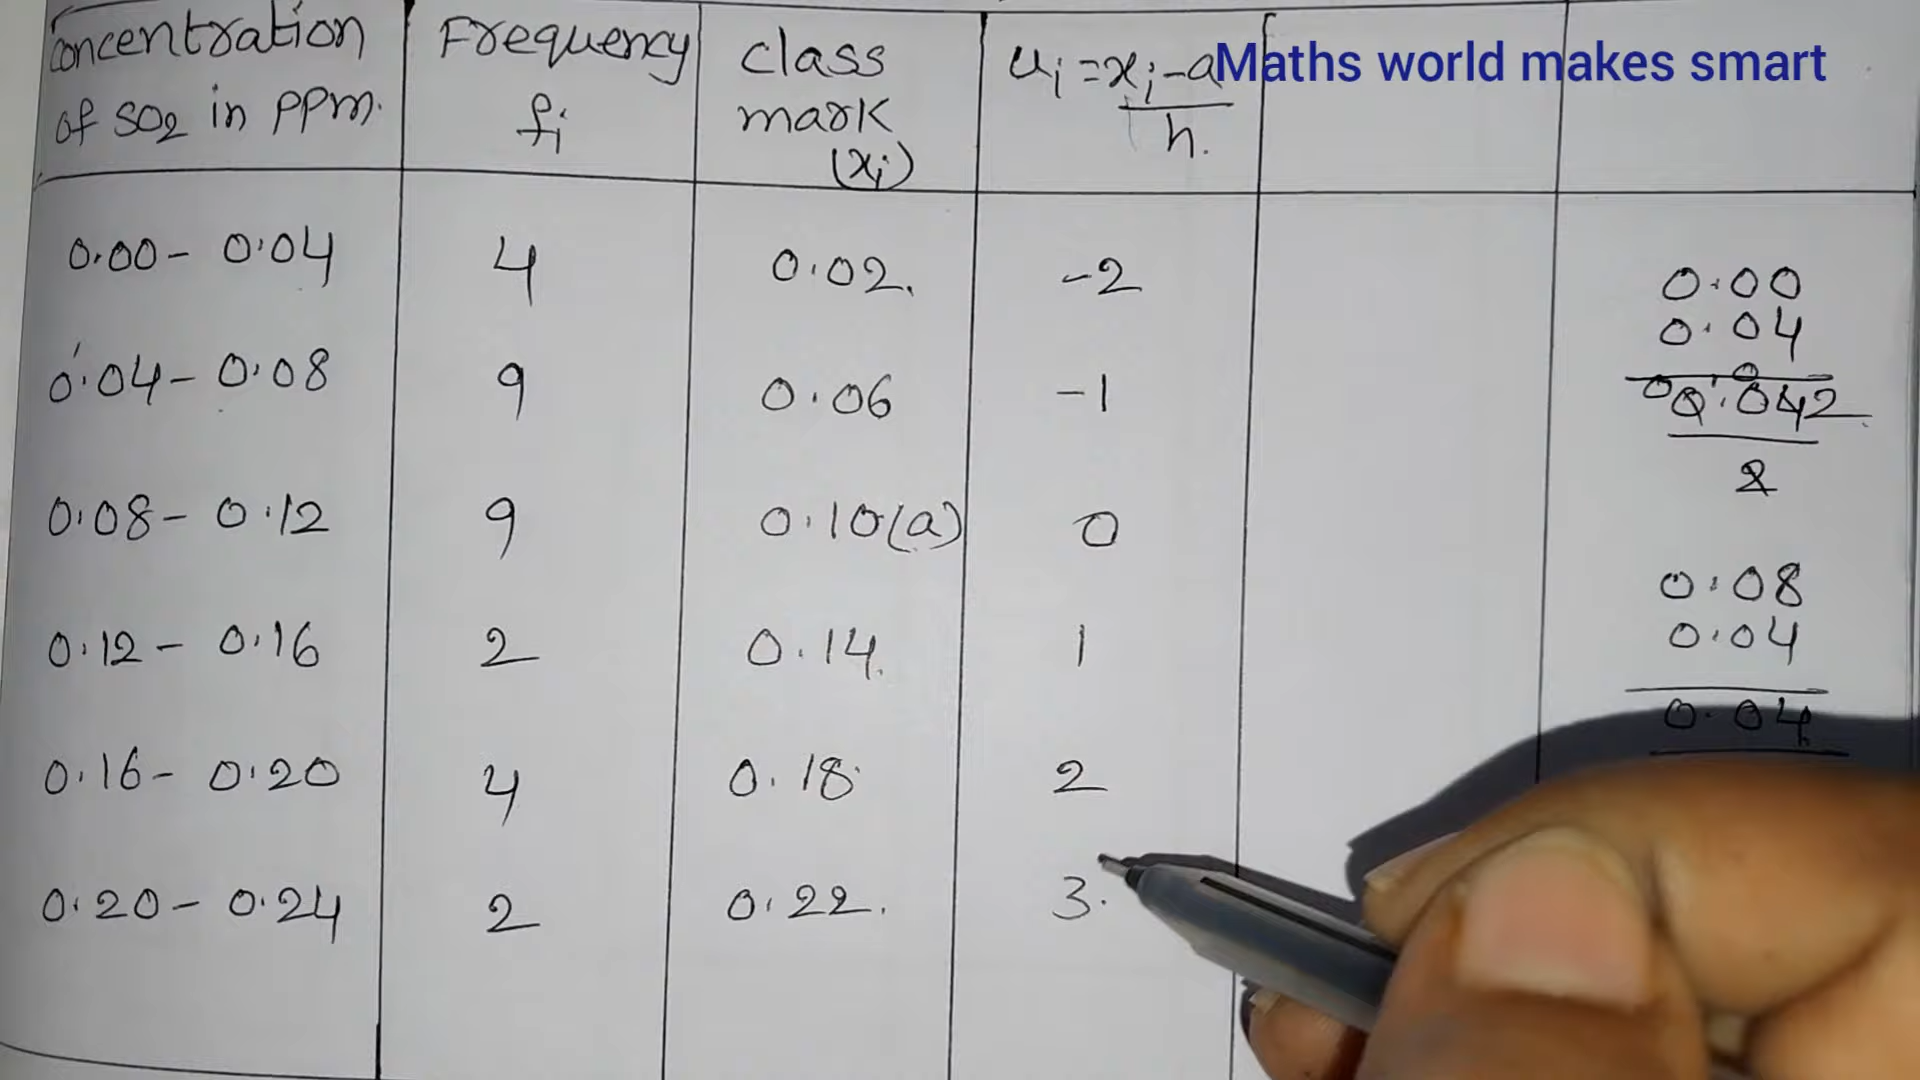 Concentration of SO2 in PPm.
Frequency fi
class mark (xi)
ui = xi - a
h.
Maths world makes smart
0.00 - 0.04 4 0.02. -2
0.04 - 0.08 9 0.06 -1
0.08 - 0.12 9 0.10(a) 0
0.12 - 0.16 2 0.14. 1
0.16 - 0.20 4 0.18. 2
0.20 - 0.24 2 0.22. 3.
0.00
0.04
2
0.08
0.04
0.04